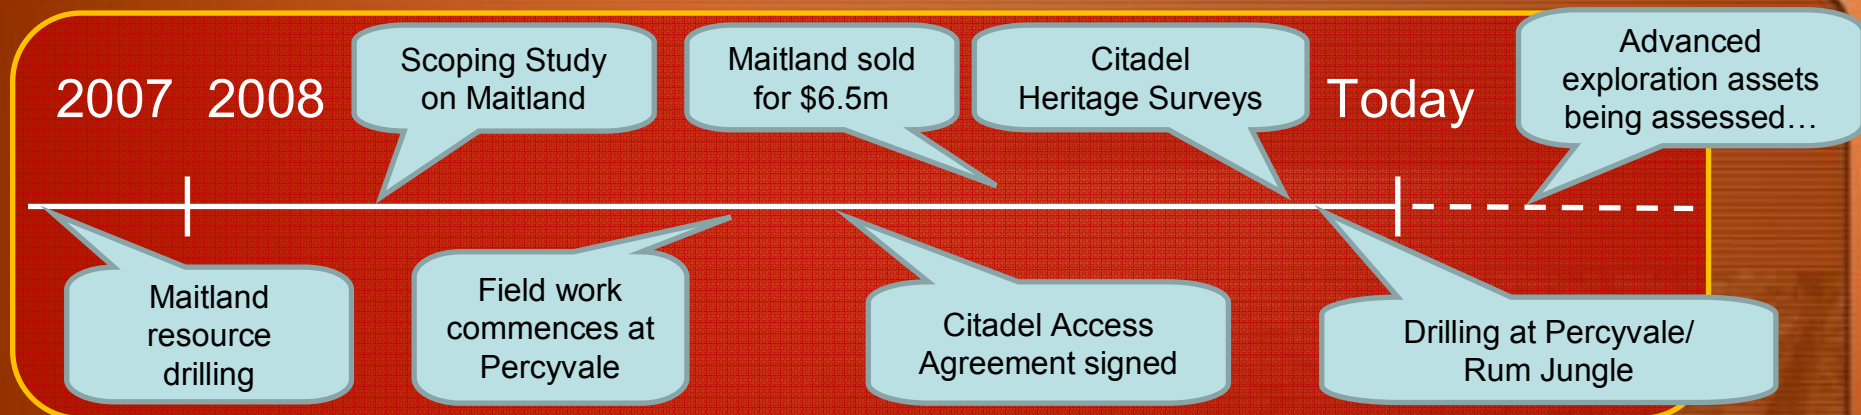 2007 2008
Scoping Study
on Maitland
Maitland sold
for $6.5m
Citadel
Heritage Surveys
Today
Advanced
exploration assets
being assessed…
Maitland
resource
drilling
Field work
commences at
Percyvale
Citadel Access
Agreement signed
Drilling at Percyvale/
Rum Jungle